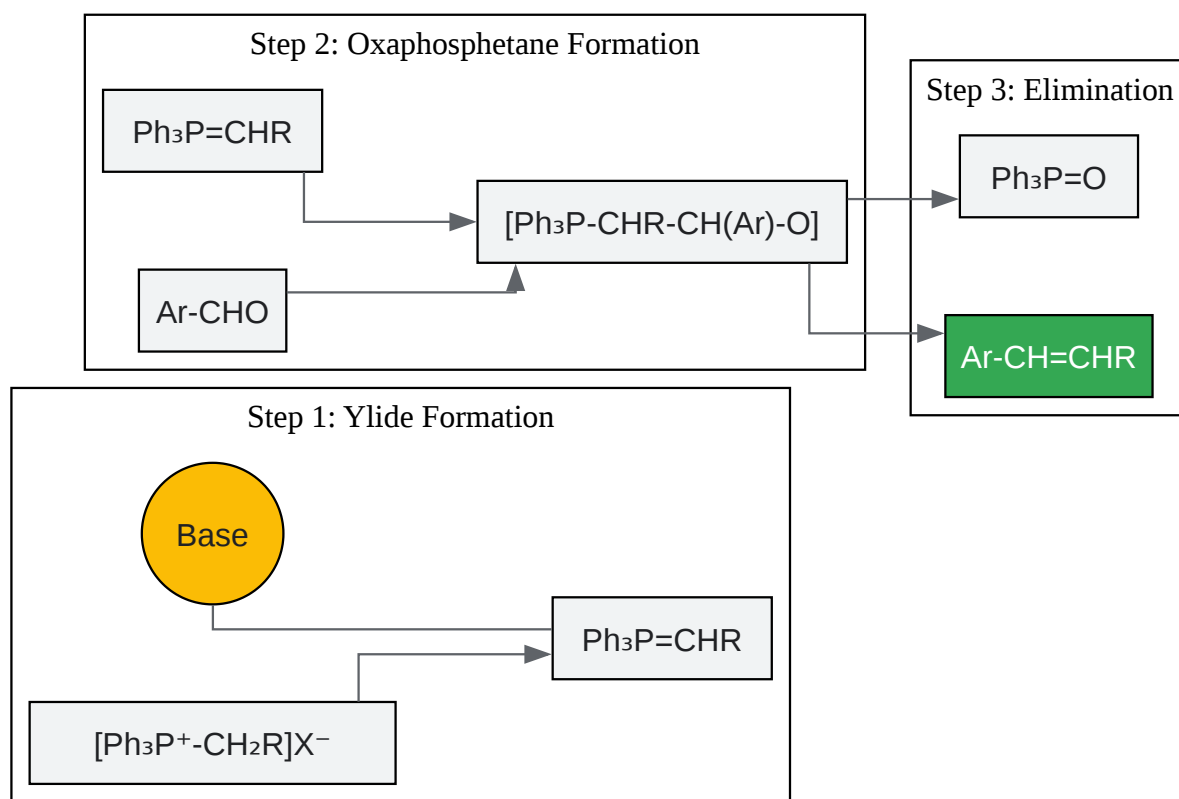 Step 2: Oxaphosphetane Formation
Ph₃P=CHR
[Ph₃P-CHR-CH(Ar)-O]
Ar-CHO
Step 3: Elimination
Ph₃P=O
Ar-CH=CHR
Step 1: Ylide Formation
Base
Ph₃P=CHR
[Ph₃P⁺-CH₂R]X⁻